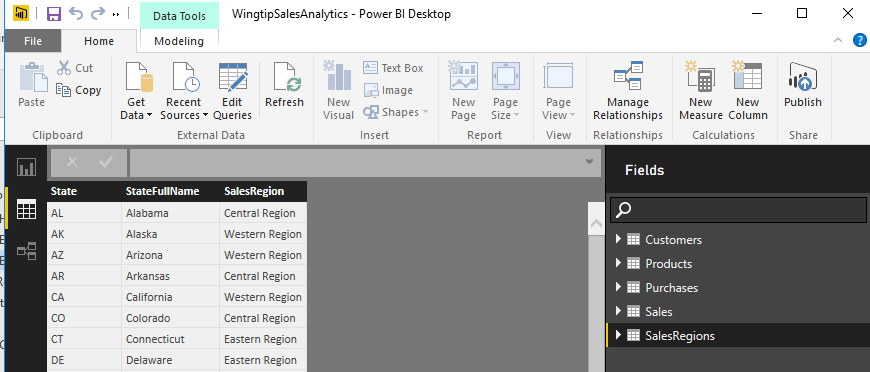 Data Tools
WingtipSalesAnalytics - Power BI Desktop
File Home Modeling
Paste
Cut
Copy
Clipboard
Get Data
Recent Sources
Edit Queries
Refresh
External Data
New Visual
Text Box
Image
Shapes
Insert
New Page
Page Size
Report
Page View
View
Manage Relationships
Relationships
New Measure
New Column
Calculations
Publish
Share
State StateFullName SalesRegion
AL Alabama Central Region
AK Alaska Western Region
AZ Arizona Western Region
AR Arkansas Central Region
CA California Western Region
CO Colorado Central Region
CT Connecticut Eastern Region
DE Delaware Eastern Region
Fields
Customers
Products
Purchases
Sales
SalesRegions